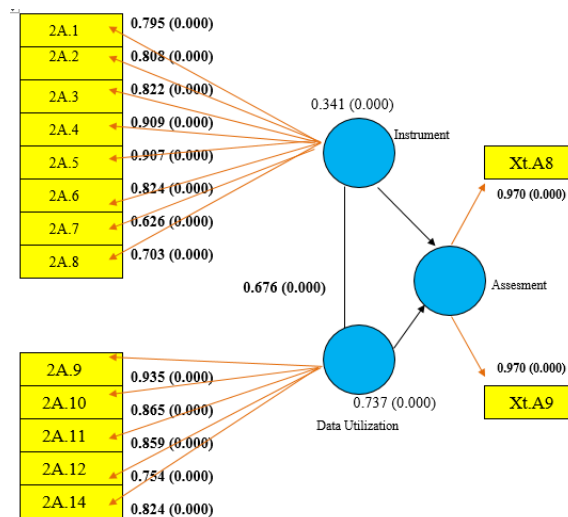 2A.1
0.795 (0.000)
2A.2
0.808 (0.000)
2A.3
0.822 (0.000)
2A.4
0.909 (0.000)
2A.5
0.907 (0.000)
2A.6
0.824 (0.000)
2A.7
0.626 (0.000)
2A.8
0.703 (0.000)
0.341 (0.000)
Instrument
Xt.A8
0.970 (0.000)
0.676 (0.000)
Assesment
2A.9
0.935 (0.000)
2A.10
0.865 (0.000)
2A.11
0.859 (0.000)
2A.12
0.754 (0.000)
2A.14
0.824 (0.000)
0.737 (0.000)
Data Utilization
0.970 (0.000)
Xt.A9